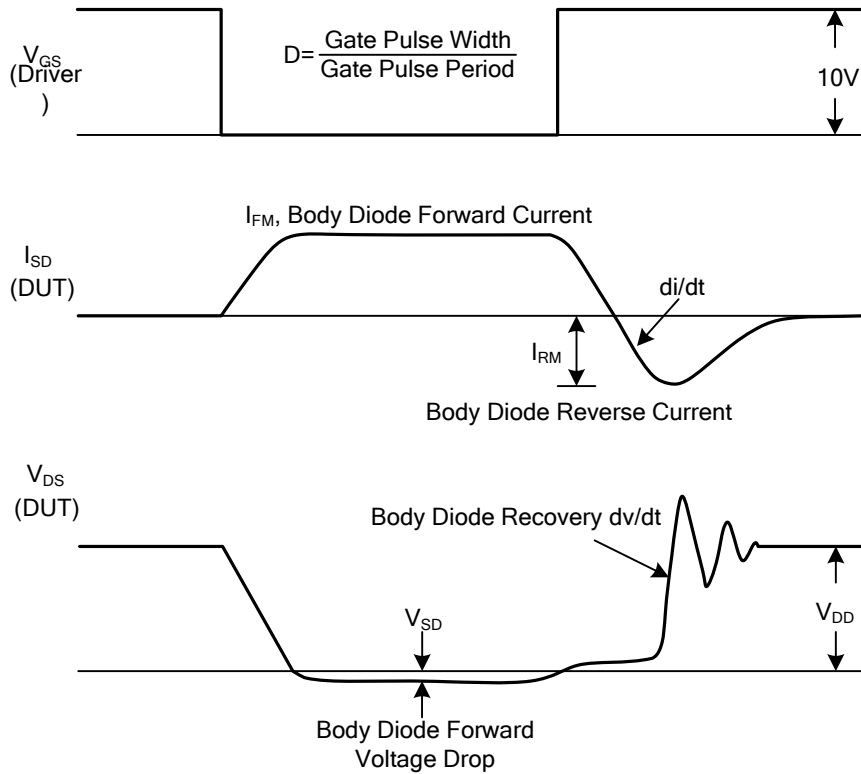 V_GS
(Driver
)
D= Gate Pulse Width
Gate Pulse Period
10V
I_FM, Body Diode Forward Current
I_SD
(DUT)
di/dt
I_RM
Body Diode Reverse Current
V_DS
(DUT)
Body Diode Recovery dv/dt
V_SD
V_DD
Body Diode Forward
Voltage Drop